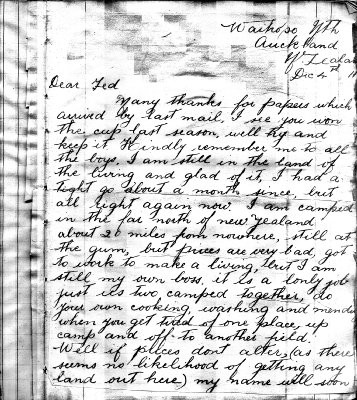 Waihopo Nth
Auckland
N Zealand
Dec 4th
Dear Ted
Many thanks for papers which
arrived by last mail. I see you won
the cup last season, well try and
keep it. Kindly remember me to all
the boys. I am still in the land of
the living and glad of it, I had a
tight go about a month since but
all right again now. I am camped
in the far north of new Zealand
about 20 miles from nowhere, still at
the gum, but prices are very bad, got
to work to make a living, but I am
still my own boss. it is a lonly job
just its two camped together, do
your own cooking, washing and mending
when you get tired of one place, up
camp and off to another field.
Well if prices dont alter, (as there
seems no likelihood of getting any
land out here) my name will soon